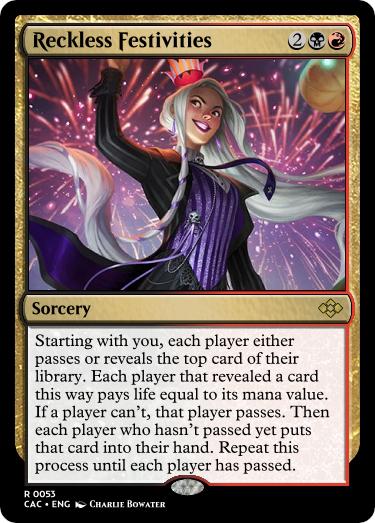 Reckless Festivities 2
Sorcery
Starting with you, each player either
passes or reveals the top card of their
library. Each player that revealed a card
this way pays life equal to its mana value.
If a player can't, that player passes. Then
each player who hasn't passed yet puts
that card into their hand. Repeat this
process until each player has passed.
R 0053
CAC • ENG Charlie Bowater